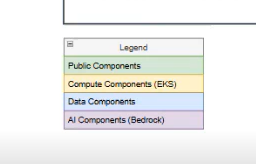 Legend
Public Components
Compute Components (EKS)
Data Components
AI Components (Bedrock)